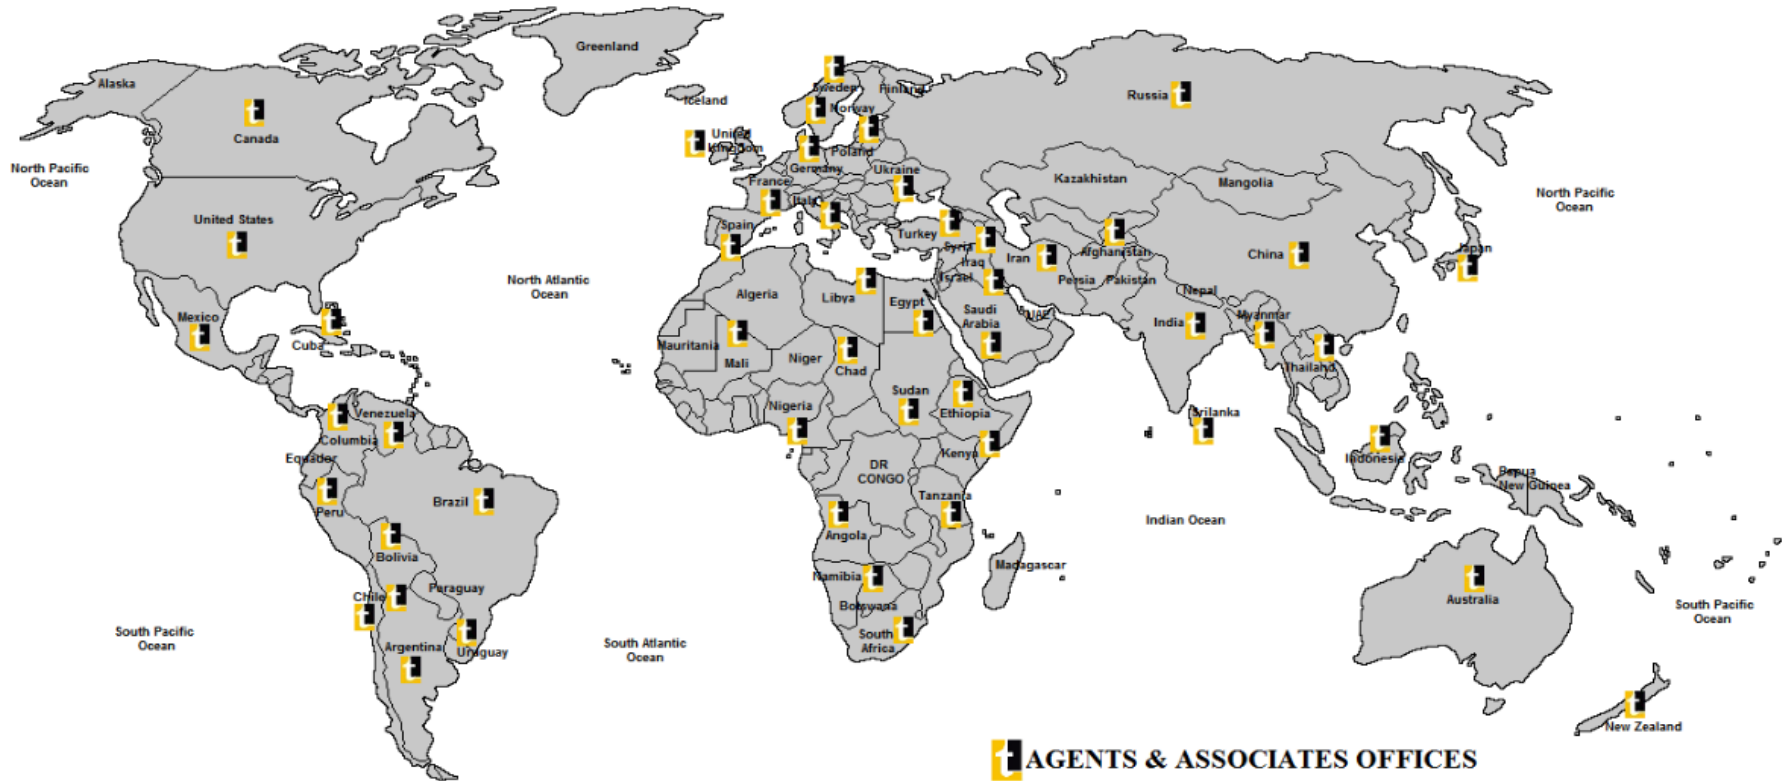 Greenland
Alaska
Iceland
Sweden
Finland
Norway
Russia
Canada
United
Kingdom
Poland
Germany
Ukraine
North Pacific
Ocean
France
Italy
Kazakhstan
Mangolia
North Pacific
Ocean
United States
Spain
Turkey
Syria
Iraq
Israel
Iran
Afghanistan
China
Japan
North Atlantic
Ocean
Algeria
Libya
Egypt
Persia
Pakistan
Nepal
Saudi
Arabia
UAE
Mexico
Cuba
India
Myanmar
Mauritania
Mali
Niger
Chad
Thailand
Sudan
Ethiopia
Nigeria
Venezuela
Columbia
Srilanka
Equador
Kenya
Indonesia
DR
CONGO
Papua
New Guinea
Peru
Brazil
Tanzania
Angola
Indian Ocean
Bolivia
Madagascar
Paraguay
Chile
Namibia
Botswana
Australia
South Pacific
Ocean
South Pacific
Ocean
South Atlantic
Ocean
Argentina
Uruguay
South
Africa
New Zealand
t AGENTS & ASSOCIATES OFFICES